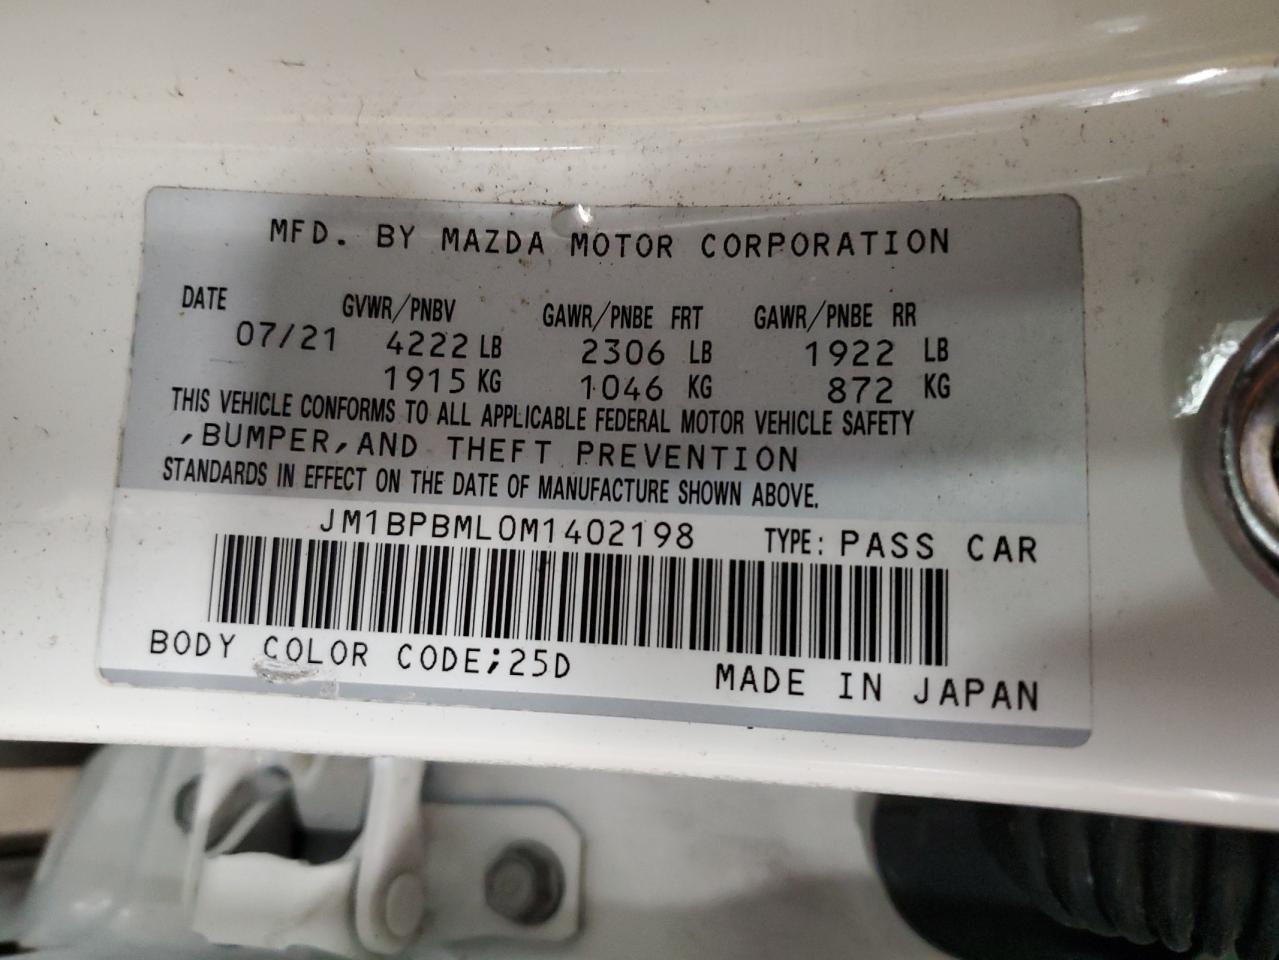 MFD. BY MAZDA MOTOR CORPORATION
DATE GVWR/PNBV GAWR/PNBE FRT GAWR/PNBE RR
07/21 4222 LB 2306 LB 1922 LB
1915 KG 1046 KG 872 KG
THIS VEHICLE CONFORMS TO ALL APPLICABLE FEDERAL MOTOR VEHICLE SAFETY
,BUMPER,AND THEFT PREVENTION
STANDARDS IN EFFECT ON THE DATE OF MANUFACTURE SHOWN ABOVE.
JM1BPBML0M1402198 TYPE: PASS CAR
BODY COLOR CODE;25D MADE IN JAPAN